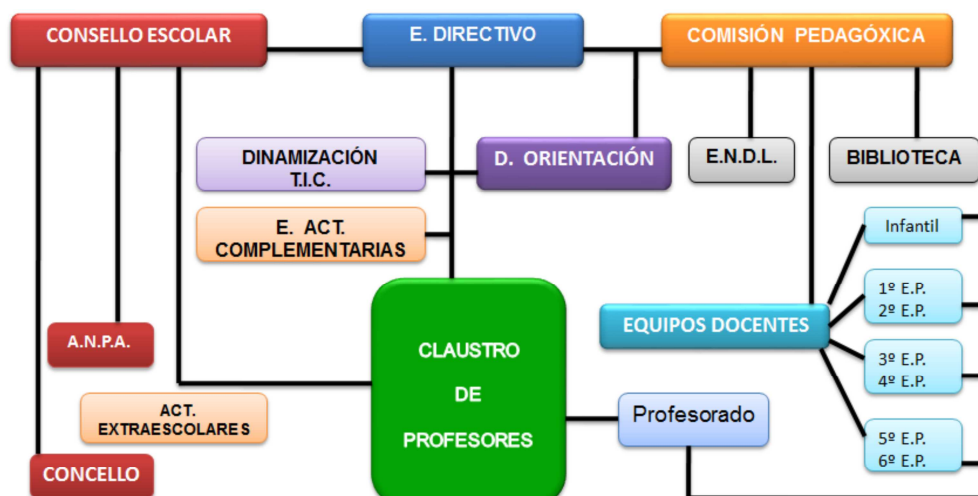 CONSELLO ESCOLAR
E. DIRECTIVO
COMISIÓN PEDAGÓXICA
DINAMIZACIÓN
T.I.C.
D. ORIENTACIÓN
E.N.D.L.
BIBLIOTECA
E. ACT.
COMPLEMENTARIAS
Infantil
1º E.P.
2º E.P.
EQUIPOS DOCENTES
A.N.P.A.
CLAUSTRO
DE
PROFESORES
3º E.P.
4º E.P.
ACT.
EXTRAESCOLARES
Profesorado
5º E.P.
6º E.P.
CONCELLO